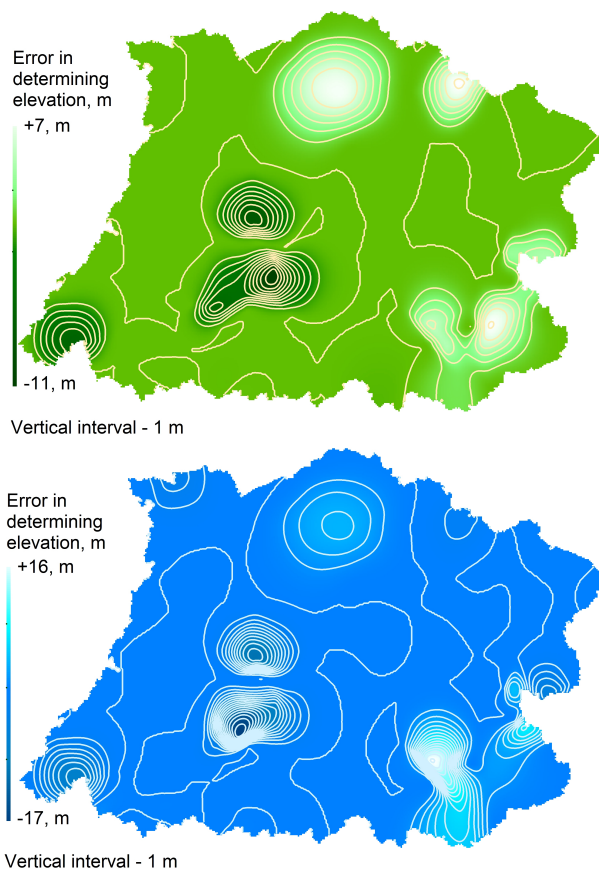 Error in
determining
elevation, m
+7, m
-11, m
Vertical interval - 1 m
Error in
determining
elevation, m
+16, m
-17, m
Vertical interval - 1 m